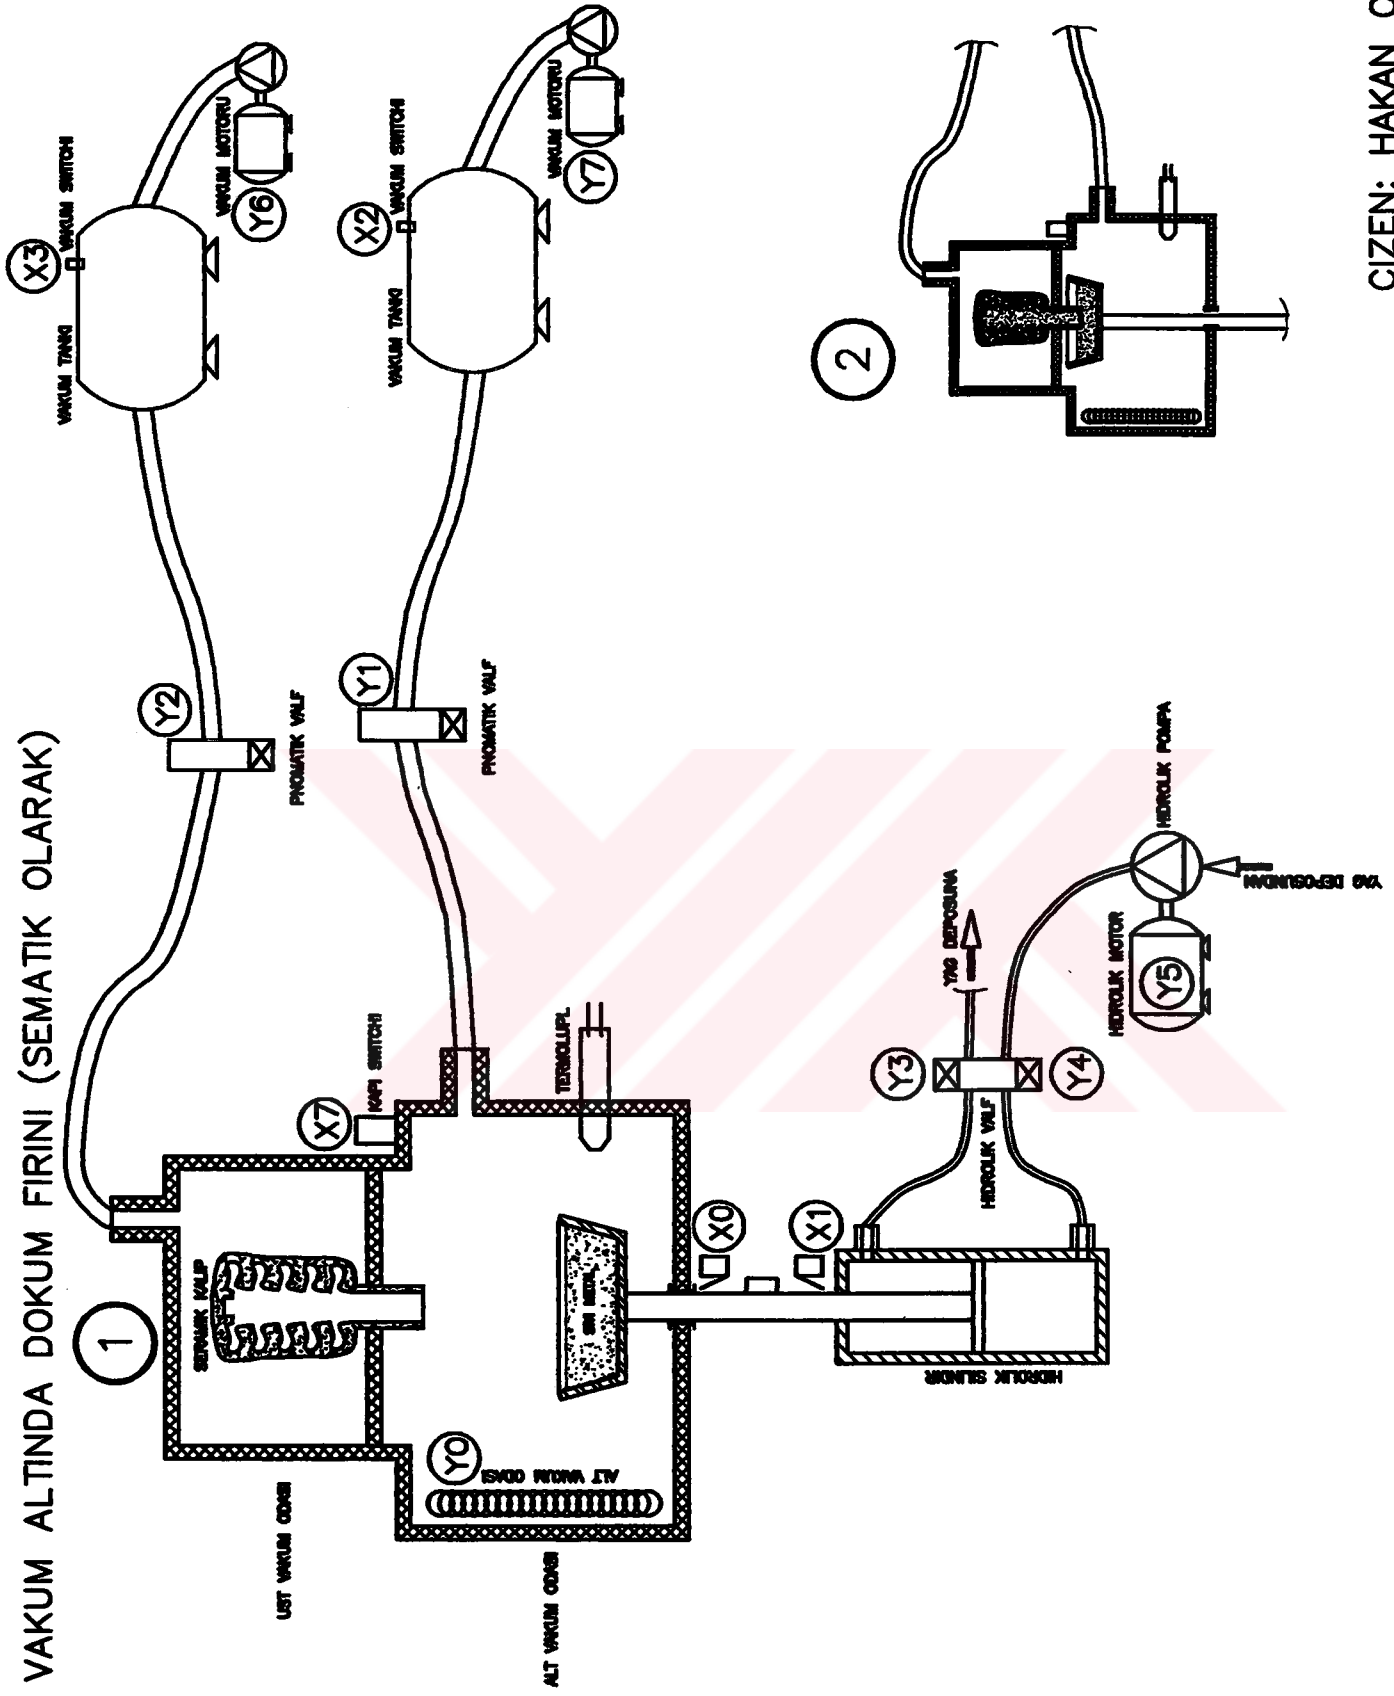 VAKUM ALTINDA DOKUM FIRINI (SEMATIK OLARAK)
1
SERAMIK KALIP
UST VAKUM ODASI
ALT VAKUM ODASI
Y0
ALT VAKUM ODASI
SIVI METAL
X7
KAPI SWITCHI
TERMOLUPL
X0
X1
HIDROLIK SILINDIR
HIDROLIK VALF
Y3
Y4
YAG DEPOSUNA
HIDROLIK MOTOR
Y5
HIDROLIK POMPA
YAG DEPOSUNDAN
Y2
PNOMATIK VALF
Y1
PNOMATIK VALF
VAKUM TANKI
X3
VAKUM SWITCHI
VAKUM MOTORU
Y6
VAKUM TANKI
X2
VAKUM SWITCHI
VAKUM MOTORU
Y7
2
CIZEN: HAKAN